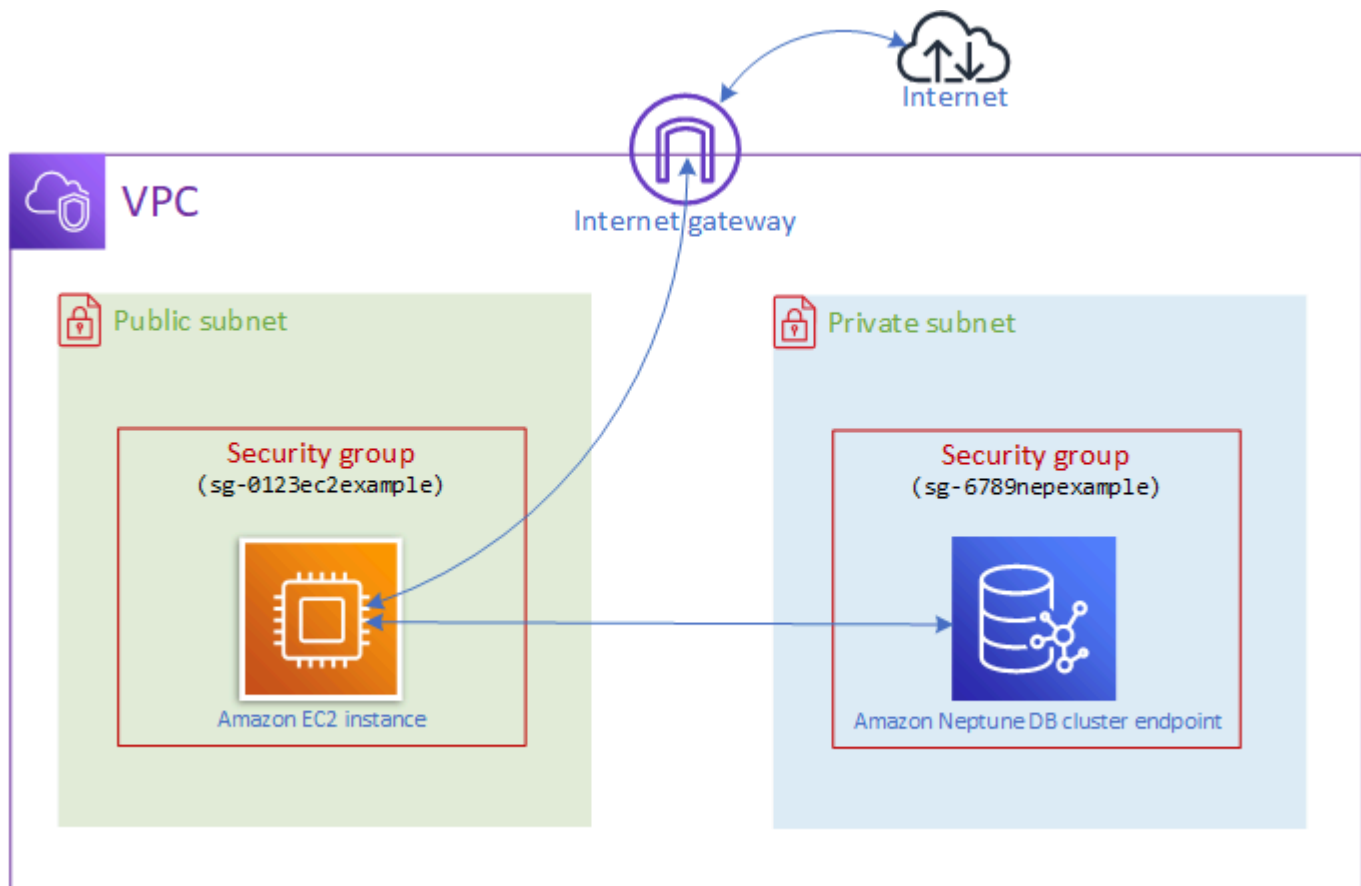 Internet
VPC
Internet gateway
Public subnet
Private subnet
Security group
(sg-0123ec2example)
Security group
(sg-6789nepexample)
Amazon EC2 instance
Amazon Neptune DB cluster endpoint